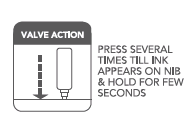 VALVE ACTION
PRESS SEVERAL
TIMES TILL INK
APPEARS ON NIB
& HOLD FOR FEW
SECONDS